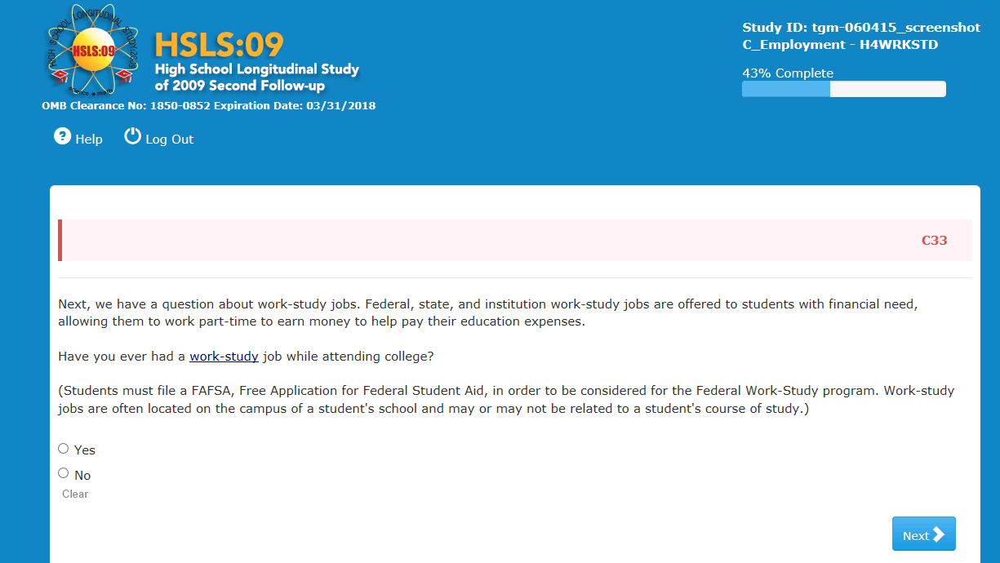 HIGH SCHOOL LONGITUDINAL STUDY:2009
HSLS:09
science * math
HSLS:09
High School Longitudinal Study
of 2009 Second Follow-up
OMB Clearance No: 1850-0852 Expiration Date: 03/31/2018
Study ID: tgm-060415_screenshot
C_Employment - H4WRKSTD
43% Complete
? Help
Log Out
C33
Next, we have a question about work-study jobs. Federal, state, and institution work-study jobs are offered to students with financial need,
allowing them to work part-time to earn money to help pay their education expenses.
Have you ever had a work-study job while attending college?
(Students must file a FAFSA, Free Application for Federal Student Aid, in order to be considered for the Federal Work-Study program. Work-study
jobs are often located on the campus of a student's school and may or may not be related to a student's course of study.)
Yes
No
Clear
Next